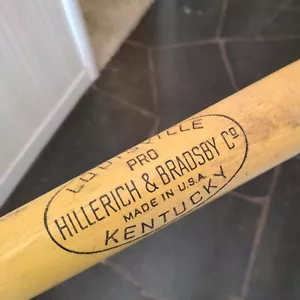 LOUISVILLE
PRO
HILLERICH & BRADSBY Cº
MADE IN U.S.A.
KENTUCKY